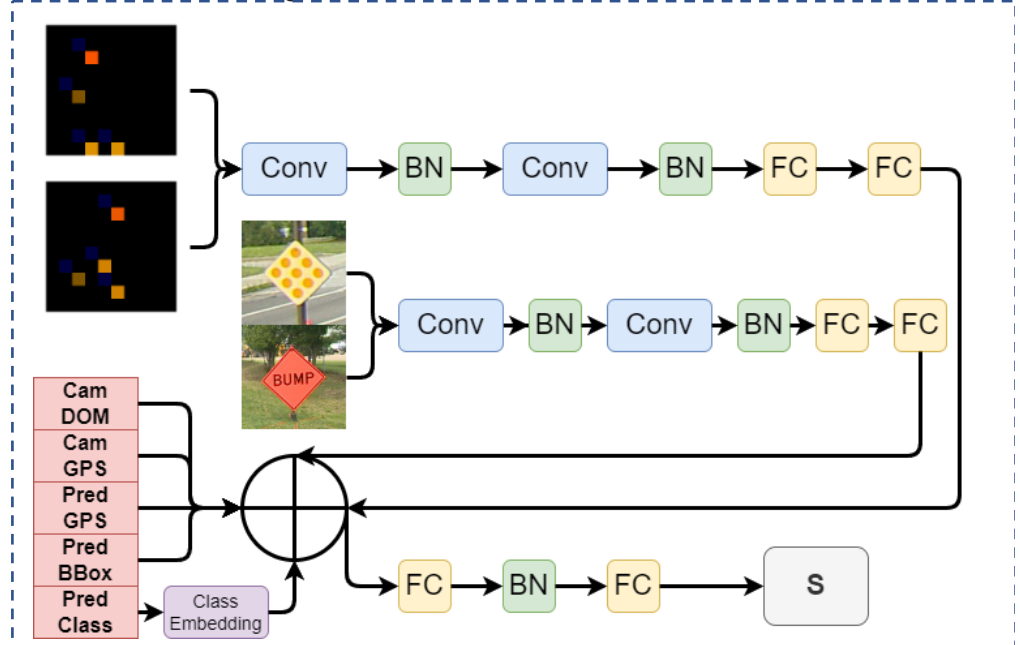 Conv BN Conv BN FC FC
Conv BN Conv BN FC FC
BUMP
Cam
DOM
Cam
GPS
Pred
GPS
Pred
BBox
Pred
Class
Class
Embedding
FC BN FC S